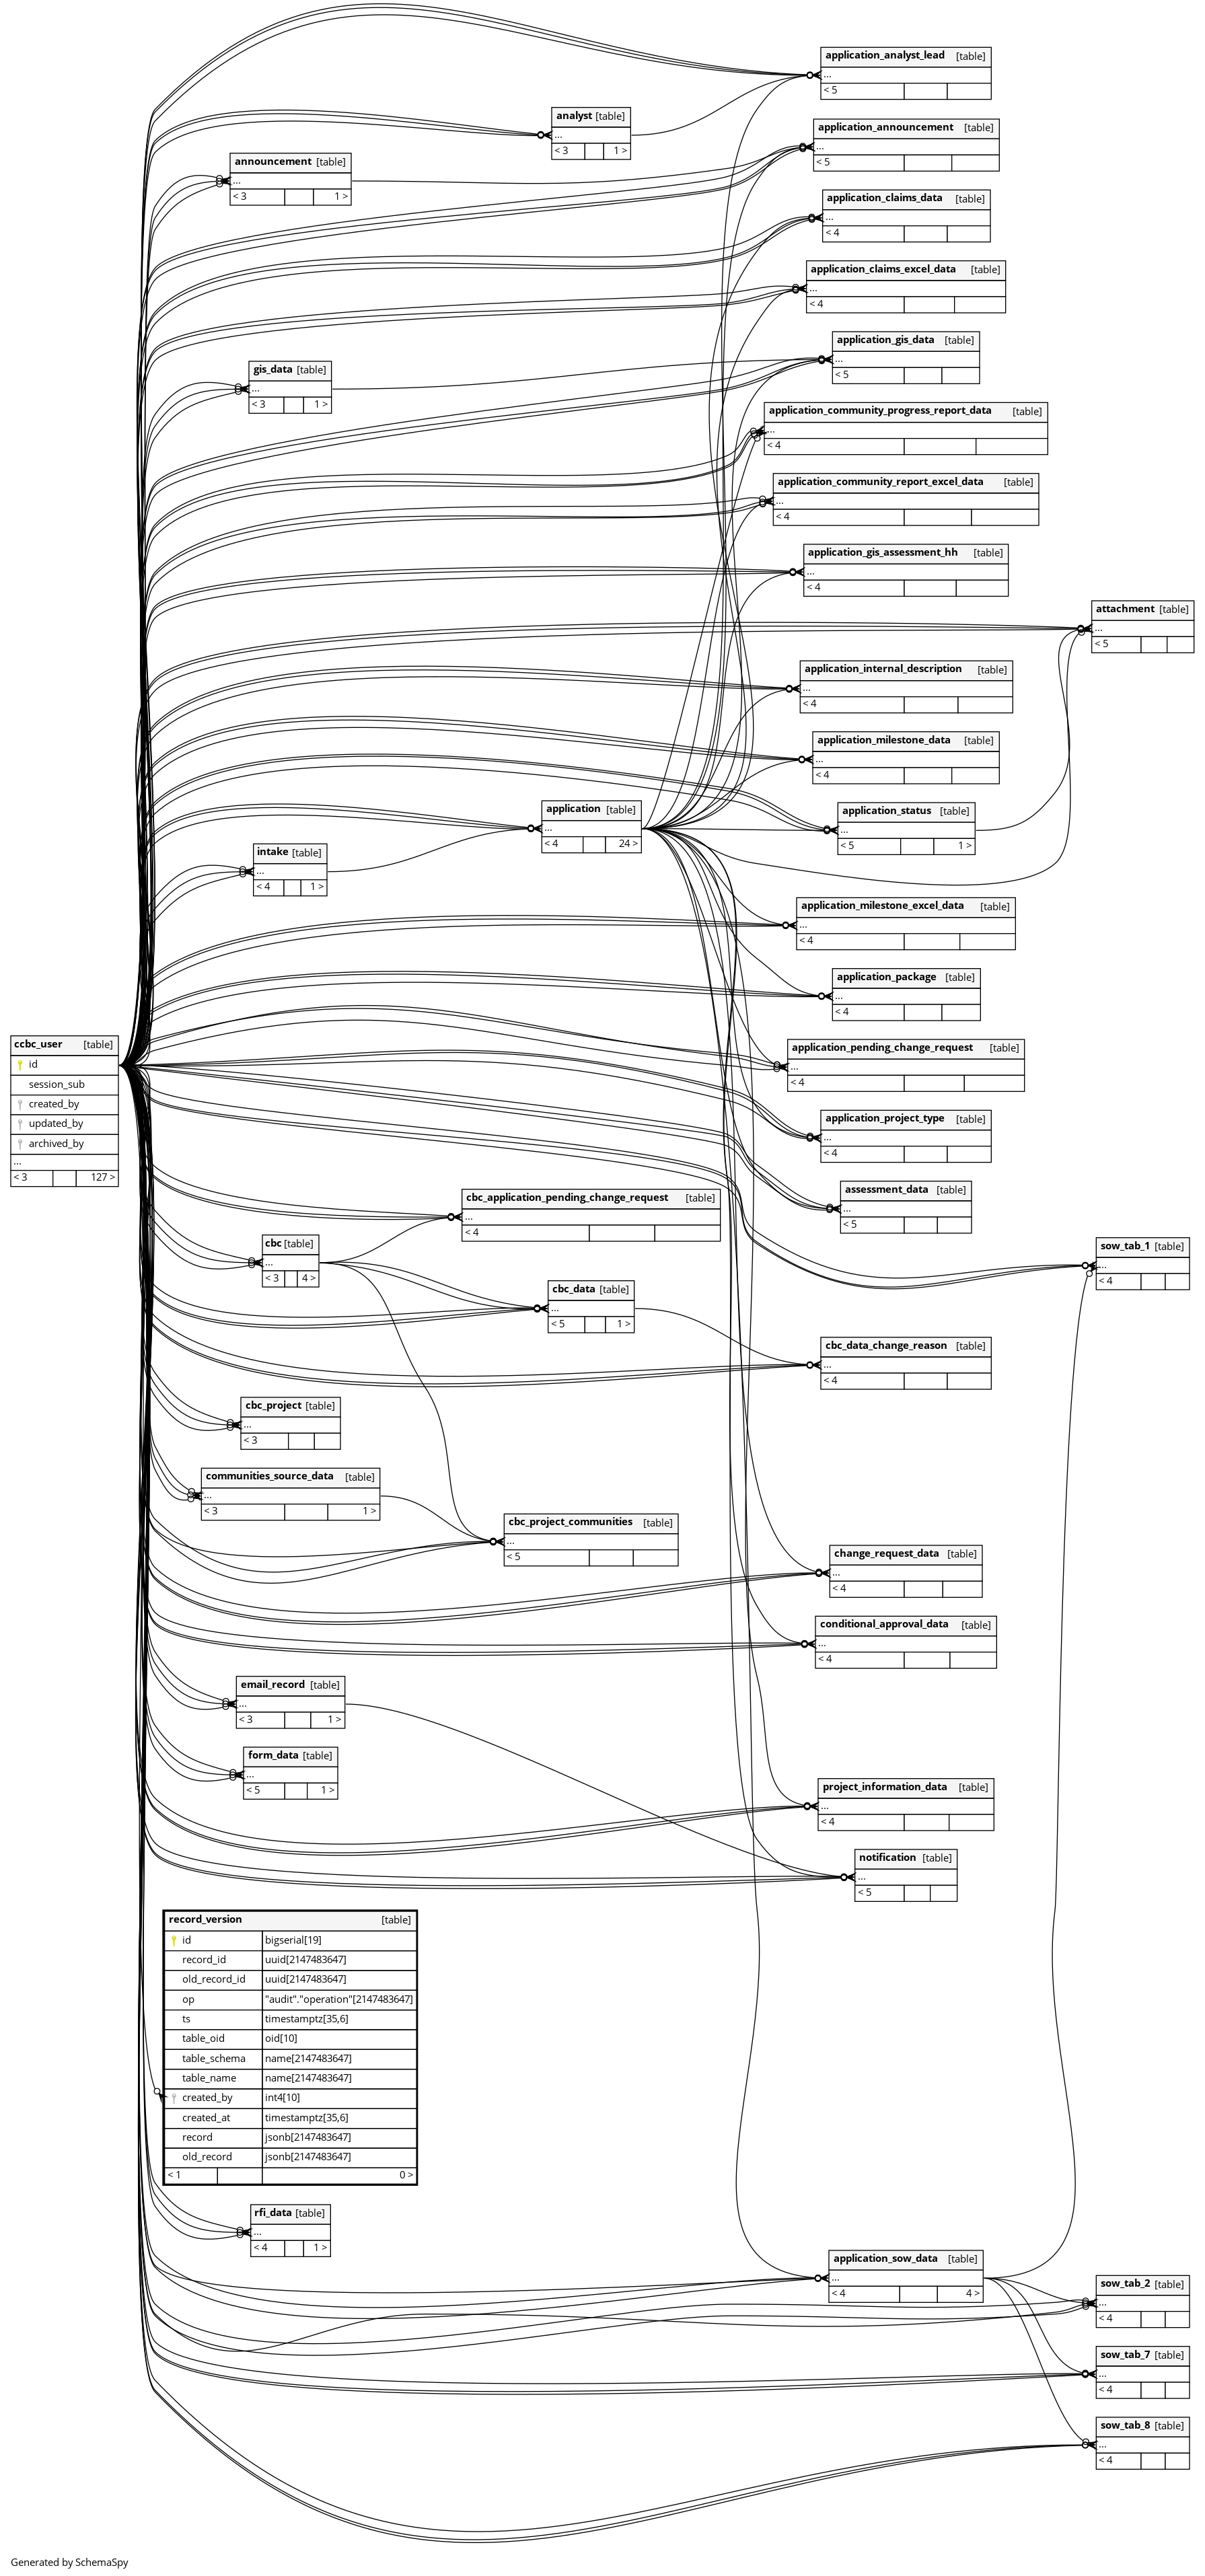 application_analyst_lead [table]
...
< 5
analyst [table]
...
< 3 1 >
application_announcement [table]
...
< 5
announcement [table]
...
< 3 1 >
application_claims_data [table]
...
< 4
application_claims_excel_data [table]
...
< 4
application_gis_data [table]
...
< 5
gis_data [table]
...
< 3 1 >
application_community_progress_report_data [table]
...
< 4
application_community_report_excel_data [table]
...
< 4
application_gis_assessment_hh [table]
...
< 4
attachment [table]
...
< 5
application_internal_description [table]
...
< 4
application_milestone_data [table]
...
< 4
application [table]
...
< 4 24 >
application_status [table]
...
< 5 1 >
intake [table]
...
< 4 1 >
application_milestone_excel_data [table]
...
< 4
application_package [table]
...
< 4
ccbc_user [table]
id
session_sub
created_by
updated_by
archived_by
...
< 3 127 >
application_pending_change_request [table]
...
< 4
application_project_type [table]
...
< 4
assessment_data [table]
...
< 5
cbc_application_pending_change_request [table]
...
< 4
cbc [table]
...
< 3 4 >
sow_tab_1 [table]
...
< 4
cbc_data [table]
...
< 5 1 >
cbc_data_change_reason [table]
...
< 4
cbc_project [table]
...
< 3
communities_source_data [table]
...
< 3 1 >
cbc_project_communities [table]
...
< 5
change_request_data [table]
...
< 4
conditional_approval_data [table]
...
< 4
email_record [table]
...
< 3 1 >
form_data [table]
...
< 5 1 >
project_information_data [table]
...
< 4
notification [table]
...
< 5
record_version [table]
id bigserial[19]
record_id uuid[2147483647]
old_record_id uuid[2147483647]
op "audit"."operation"[2147483647]
ts timestamptz[35,6]
table_oid oid[10]
table_schema name[2147483647]
table_name name[2147483647]
created_by int4[10]
created_at timestamptz[35,6]
record jsonb[2147483647]
old_record jsonb[2147483647]
< 1 0 >
rfi_data [table]
...
< 4 1 >
application_sow_data [table]
...
< 4 4 >
sow_tab_2 [table]
...
< 4
sow_tab_7 [table]
...
< 4
sow_tab_8 [table]
...
< 4
Generated by SchemaSpy